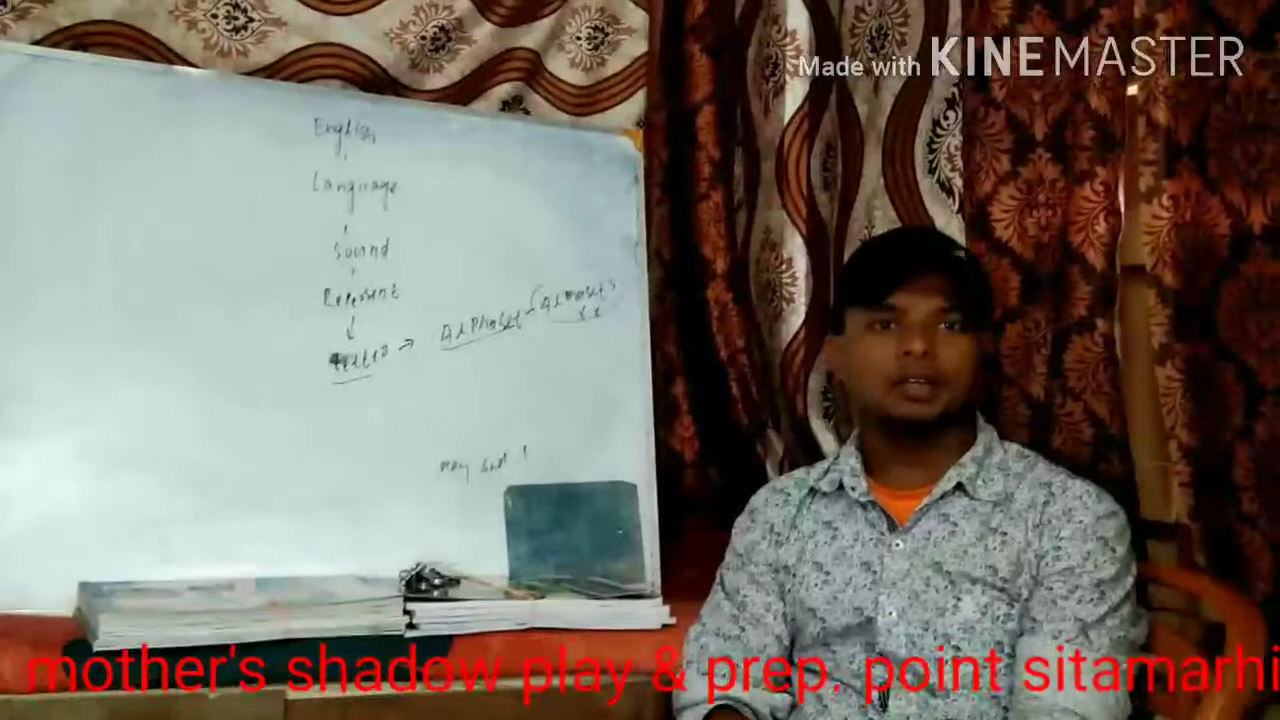 Made with KINEMASTER
English
Language
Sound
Represent
Alphabet
mother's shadow play & prep. point sitamarhi